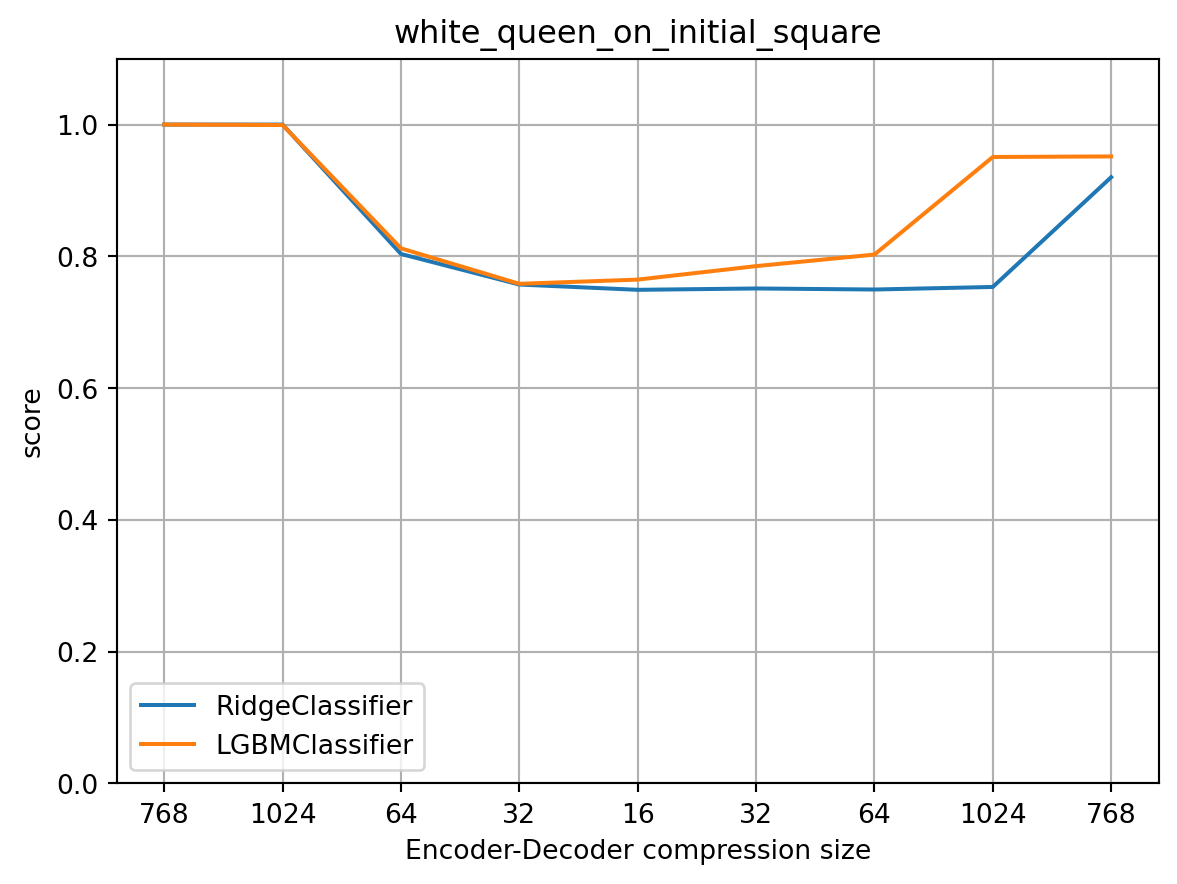 white_queen_on_initial_square
score
1.0
0.8
0.6
0.4
0.2
0.0
RidgeClassifier
LGBMClassifier
768 1024 64 32 16 32 64 1024 768
Encoder-Decoder compression size